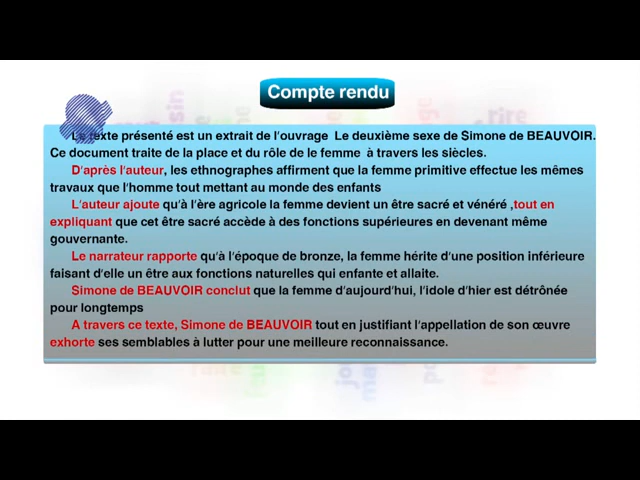 Compte rendu
Le texte présenté est un extrait de l'ouvrage Le deuxième sexe de Simone de BEAUVOIR.
Ce document traite de la place et du rôle de le femme à travers les siècles.
D'après l'auteur, les ethnographes affirment que la femme primitive effectue les mêmes
travaux que l'homme tout mettant au monde des enfants
L'auteur ajoute qu'à l'ère agricole la femme devient un être sacré et vénéré ,tout en
expliquant que cet être sacré accède à des fonctions supérieures en devenant même
gouvernante.
Le narrateur rapporte qu'à l'époque de bronze, la femme hérite d'une position inférieure
faisant d'elle un être aux fonctions naturelles qui enfante et allaite.
Simone de BEAUVOIR conclut que la femme d'aujourd'hui, l'idole d'hier est détrônée
pour longtemps
A travers ce texte, Simone de BEAUVOIR tout en justifiant l'appellation de son œuvre
exhorte ses semblables à lutter pour une meilleure reconnaissance.